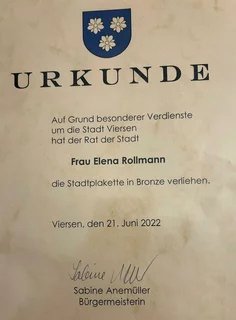 URKUNDE
Auf Grund besonderer Verdienste
um die Stadt Viersen
hat der Rat der Stadt
Frau Elena Rollmann
die Stadtplakette in Bronze verliehen.
Viersen, den 21. Juni 2022
Sabine
Sabine Anemüller
Bürgermeisterin